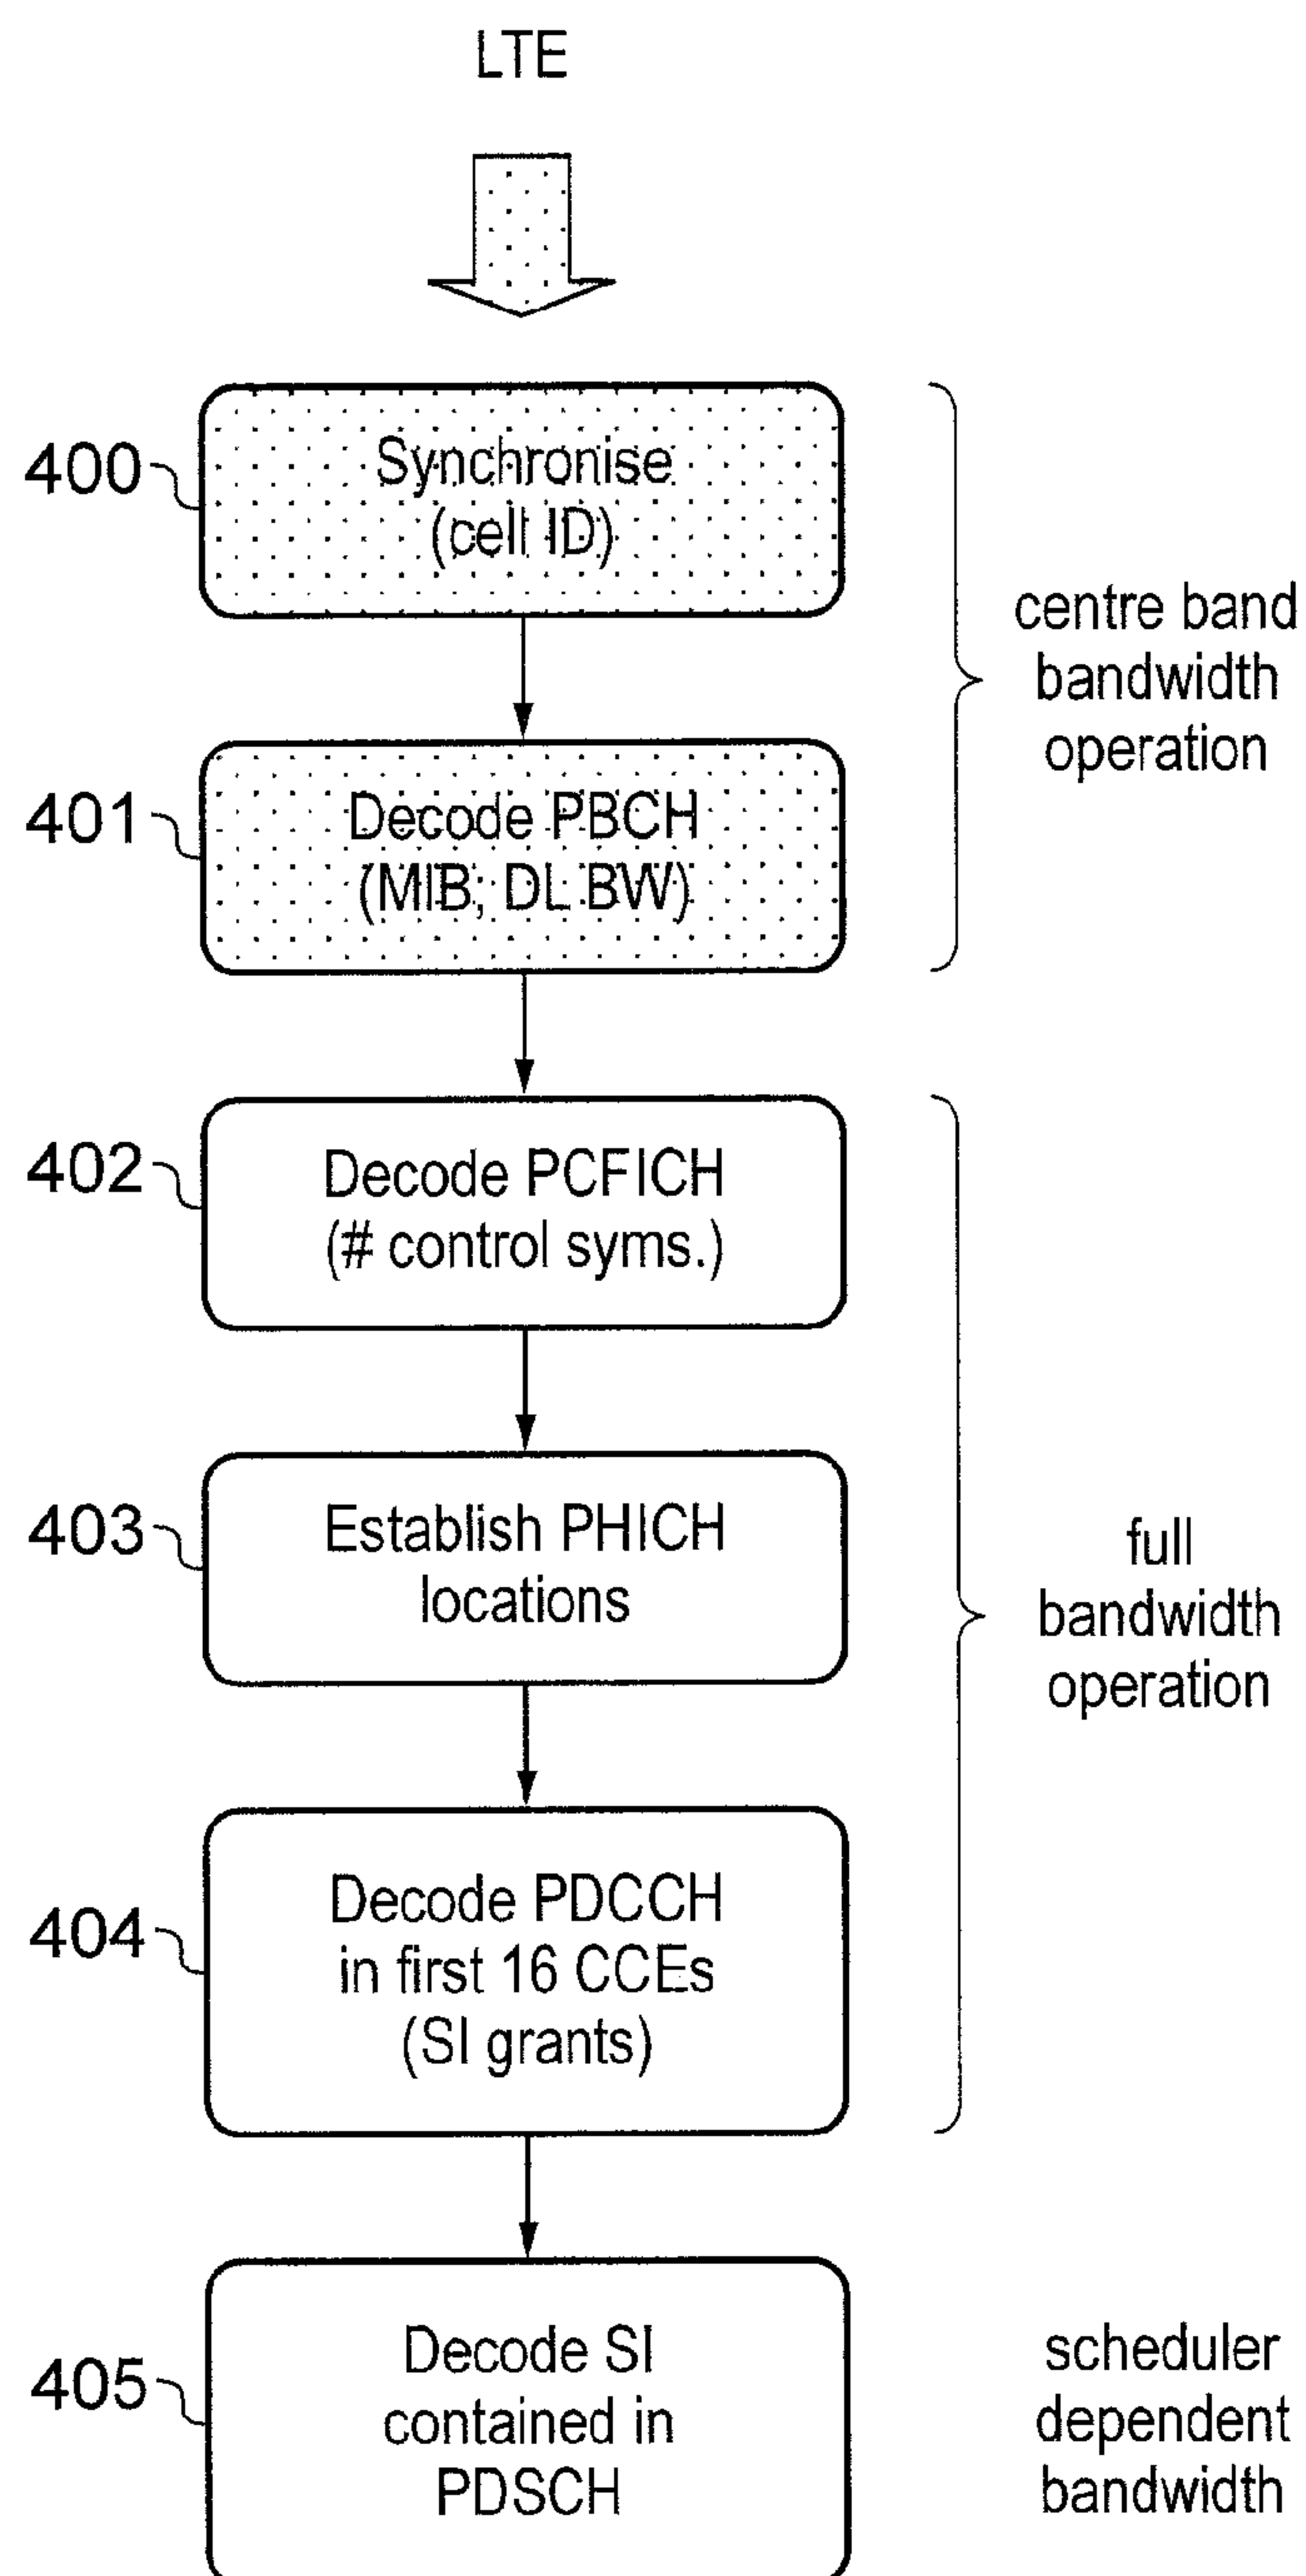 LTE
400
Synchronise
(cell ID)
centre band
bandwidth
operation
401
Decode PBCH
(MIB; DL BW)
402
Decode PCFICH
(# control syms.)
403
Establish PHICH
locations
full
bandwidth
operation
404
Decode PDCCH
in first 16 CCEs
(SI grants)
405
Decode SI
contained in
PDSCH
scheduler
dependent
bandwidth